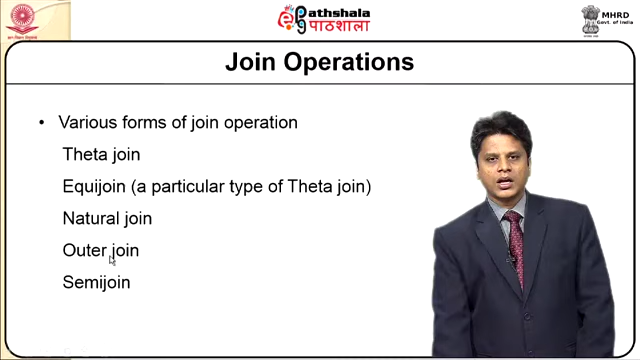 Pathshala
पाठशाला
MHRD
Govt. of India
Join Operations
• Various forms of join operation
Theta join
Equijoin (a particular type of Theta join)
Natural join
Outer join
Semijoin